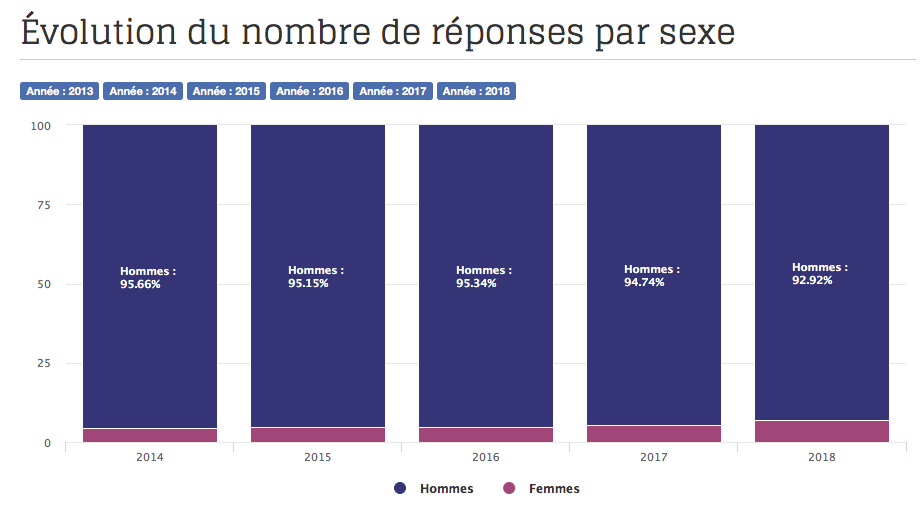 Évolution du nombre de réponses par sexe
Année : 2013 Année : 2014 Année : 2015 Année : 2016 Année : 2017 Année : 2018
100
75
50
25
0
Hommes :
95.66%
Hommes :
95.15%
Hommes :
95.34%
Hommes :
94.74%
Hommes :
92.92%
2014 2015 2016 2017 2018
Hommes Femmes